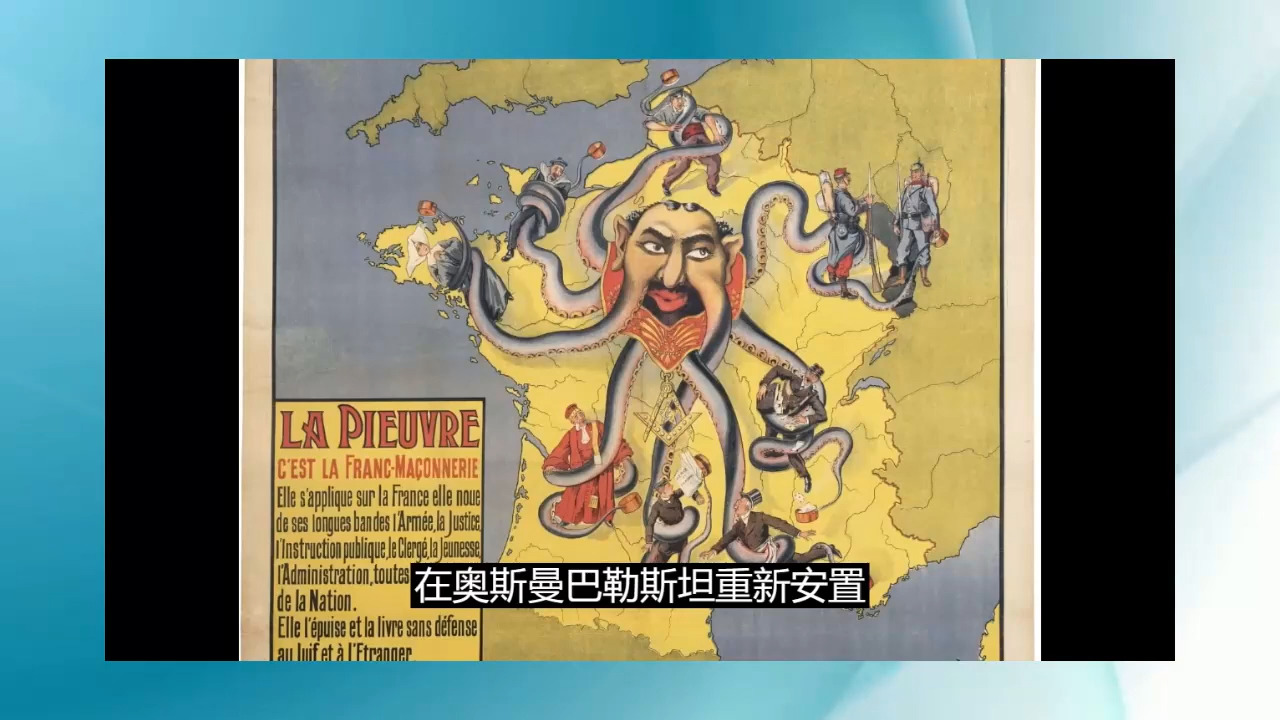 LA PIEUVRE
C'EST LA FRANC-MAÇONNERIE
Elle s'applique sur la France elle noue
de ses longues bandes l'Armée, la Justice,
l'Instruction publique, le Clergé, la Jeunesse,
l'Administration, toutes
de la Nation.
Elle l'épuise et la livre sans défense
au Juif et à l'Etranger.
在奥斯曼巴勒斯坦重新安置